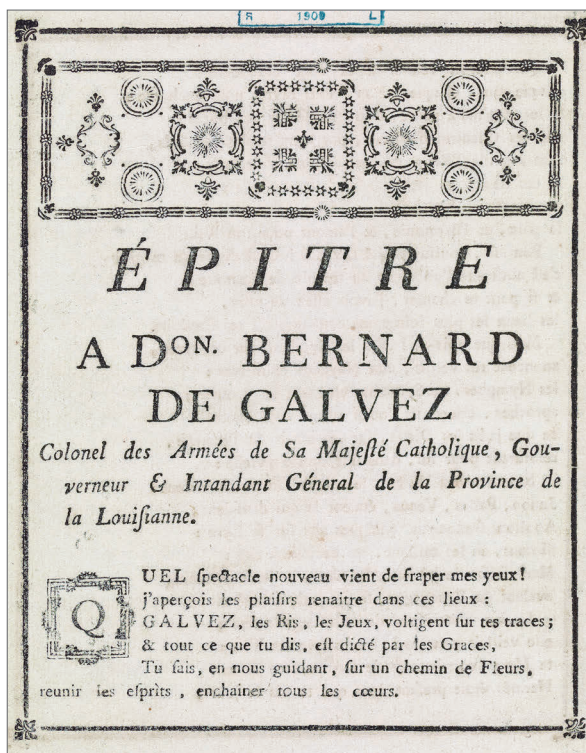 S 1909 L
ÉPITRE
A DON. BERNARD
DE GALVEZ
Colonel des Armées de Sa Majeſté Catholique, Gou-
verneur & Intandant Géneral de la Province de
la Louiſianne.
QUEL ſpectacle nouveau vient de fraper mes yeux!
j'aperçois les plaiſirs renaitre dans ces lieux :
GALVEZ, les Ris, les Jeux, voltigent ſur tes traces;
& tout ce que tu dis, eſt dicté par les Graces,
Tu ſais, en nous guidant, ſur un chemin de Fleurs,
reunir les eſprits, enchainer tous les cœurs.